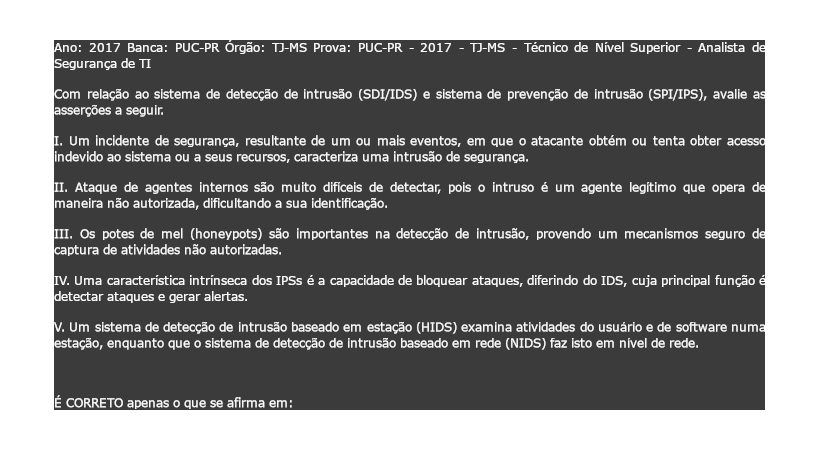 Ano: 2017 Banca: PUC-PR Órgão: TJ-MS Prova: PUC-PR - 2017 - TJ-MS - Técnico de Nível Superior - Analista de
Segurança de TI
Com relação ao sistema de detecção de intrusão (SDI/IDS) e sistema de prevenção de intrusão (SPI/IPS), avalie as
asserções a seguir.
I. Um incidente de segurança, resultante de um ou mais eventos, em que o atacante obtém ou tenta obter acesso
indevido ao sistema ou a seus recursos, caracteriza uma intrusão de segurança.
II. Ataque de agentes internos são muito difíceis de detectar, pois o intruso é um agente legítimo que opera de
maneira não autorizada, dificultando a sua identificação.
III. Os potes de mel (honeypots) são importantes na detecção de intrusão, provendo um mecanismos seguro de
captura de atividades não autorizadas.
IV. Uma característica intrínseca dos IPSs é a capacidade de bloquear ataques, diferindo do IDS, cuja principal função é
detectar ataques e gerar alertas.
V. Um sistema de detecção de intrusão baseado em estação (HIDS) examina atividades do usuário e de software numa
estação, enquanto que o sistema de detecção de intrusão baseado em rede (NIDS) faz isto em nível de rede.
É CORRETO apenas o que se afirma em: